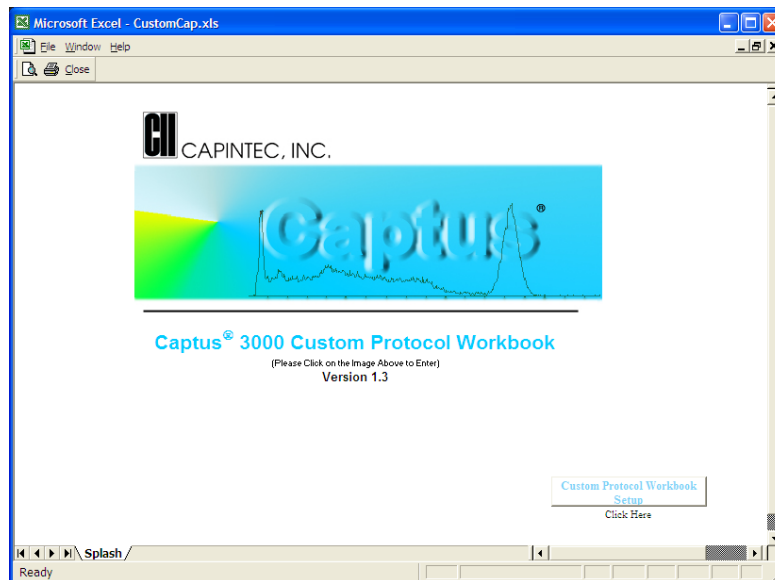 Microsoft Excel - CustomCap.xls
File Window Help
Close
CII CAPINTEC, INC.
Captus ®
Captus® 3000 Custom Protocol Workbook
(Please Click on the Image Above to Enter)
Version 1.3
Custom Protocol Workbook
Setup
Click Here
Splash
Ready